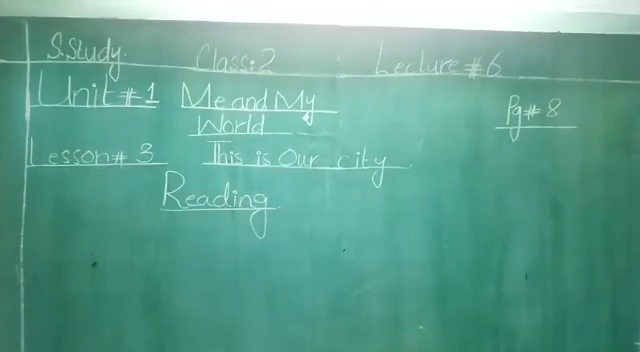 S.Study. Class:2 Lecture#6
Unit#1 Me and My
World
Pg#8
Lesson#3 This is Our city
Reading.